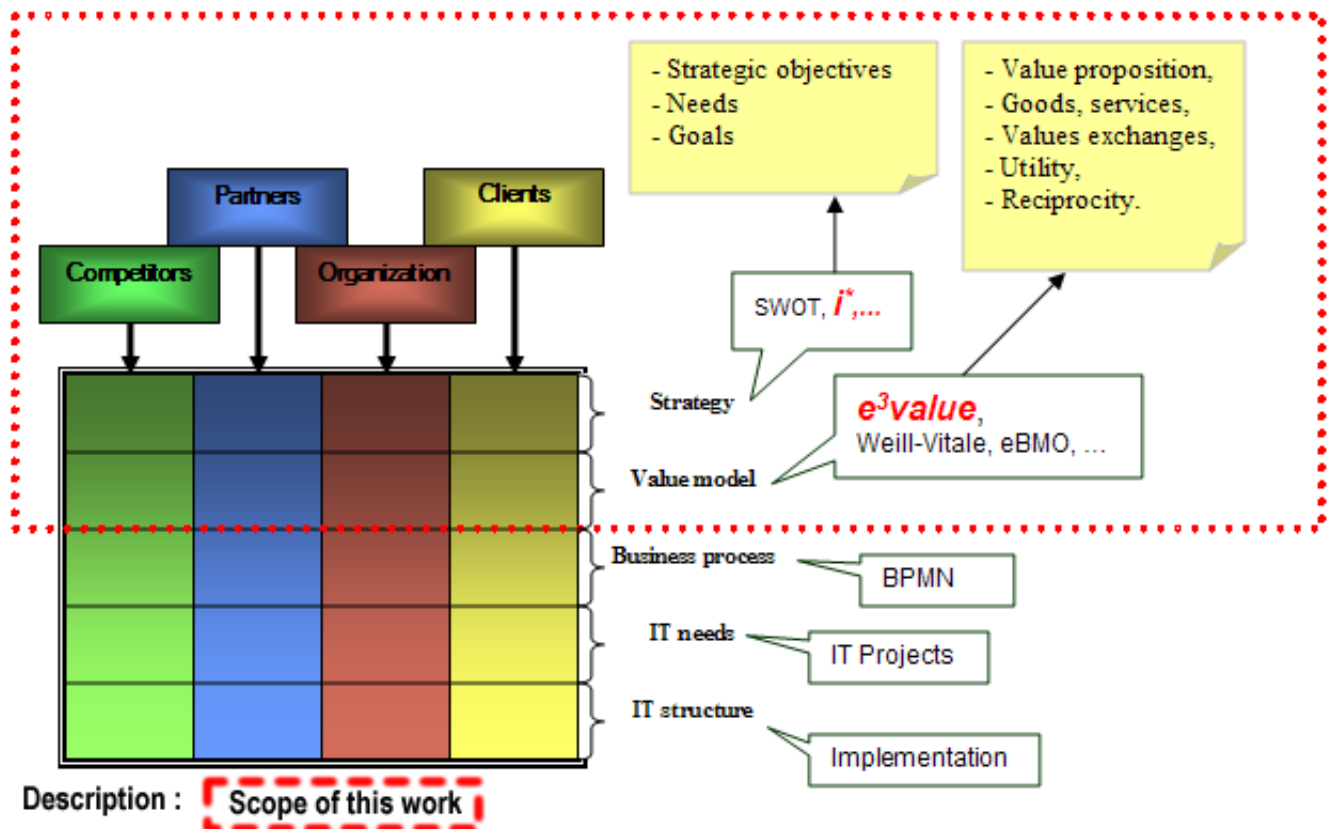 - Strategic objectives
- Needs
- Goals
- Value proposition,
- Goods, services,
- Values exchanges,
- Utility,
- Reciprocity.
Partners
Clients
Competitors
Organization
SWOT, i*,...
Strategy
e³value,
Weill-Vitale, eBMO, ...
Value model
Business process
BPMN
IT needs
IT Projects
IT structure
Implementation
Description :
Scope of this work